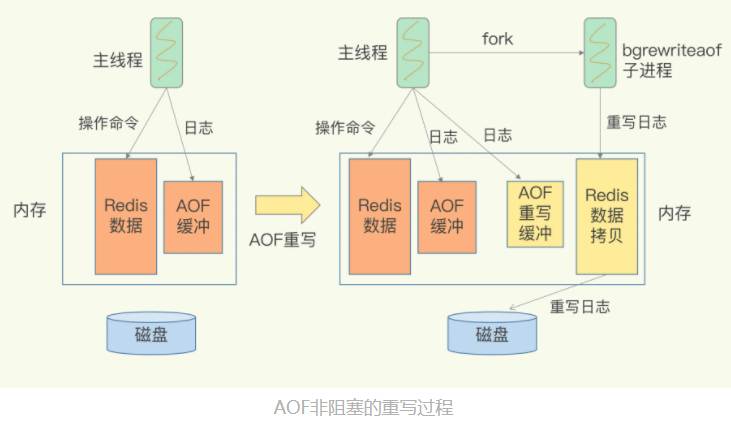 主线程
操作命令
日志
内存
Redis
数据
AOF
缓冲
磁盘
AOF重写
主线程
fork
bgrewriteaof
子进程
操作命令
日志
日志
重写日志
Redis
数据
AOF
缓冲
AOF
重写
缓冲
Redis
数据
拷贝
内存
重写日志
磁盘
AOF非阻塞的重写过程